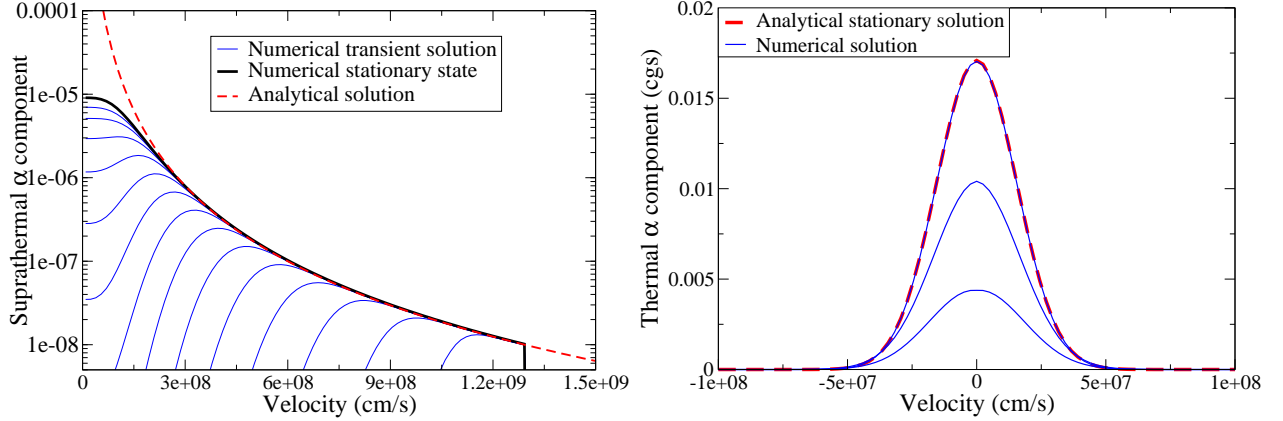 0.0001
1e-05
1e-06
1e-07
1e-08
Suprathermal α component
Numerical transient solution
Numerical stationary state
Analytical solution
0
3e+08
6e+08
9e+08
1.2e+09
1.5e+09
Velocity (cm/s)
0.02
0.015
0.01
0.005
0
Thermal α component (cgs)
Analytical stationary solution
Numerical solution
-1e+08
-5e+07
0
5e+07
1e+08
Velocity (cm/s)